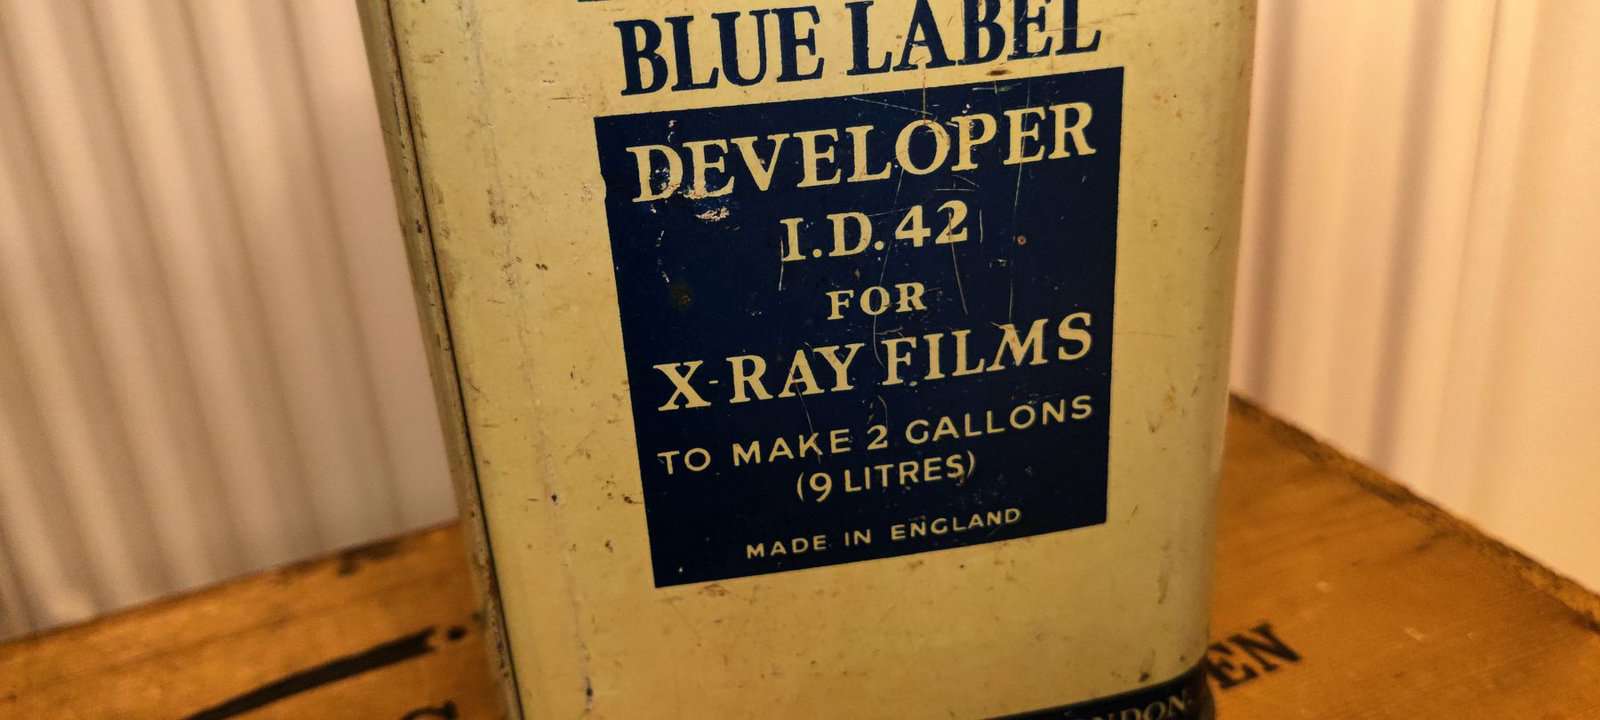 BLUE LABEL
DEVELOPER
I.D. 42
FOR
X-RAY FILMS
TO MAKE 2 GALLONS
(9 LITRES)
MADE IN ENGLAND